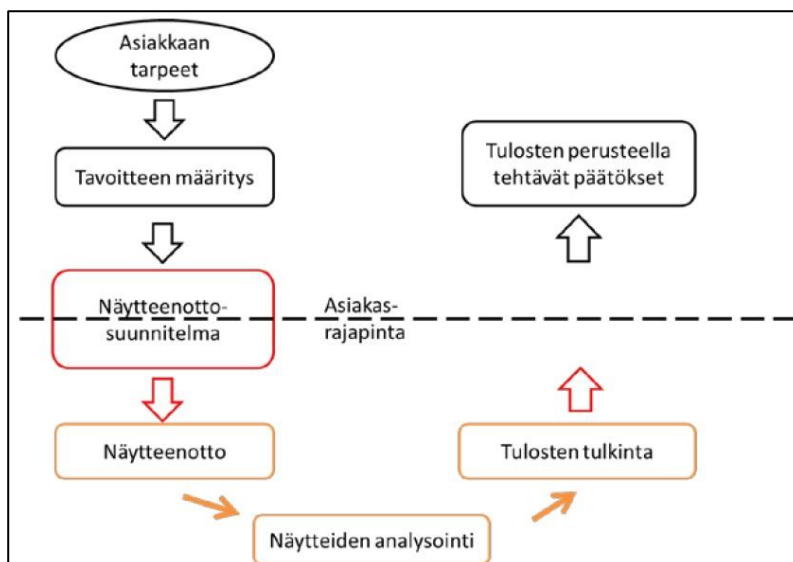 Asiakkaan
tarpeet
Tavoitteen määritys
Näytteenotto-
suunnitelma
Asiakas-
rajapinta
Näytteenotto
Näytteiden analysointi
Tulosten tulkinta
Tulosten perusteella
tehtävät päätökset